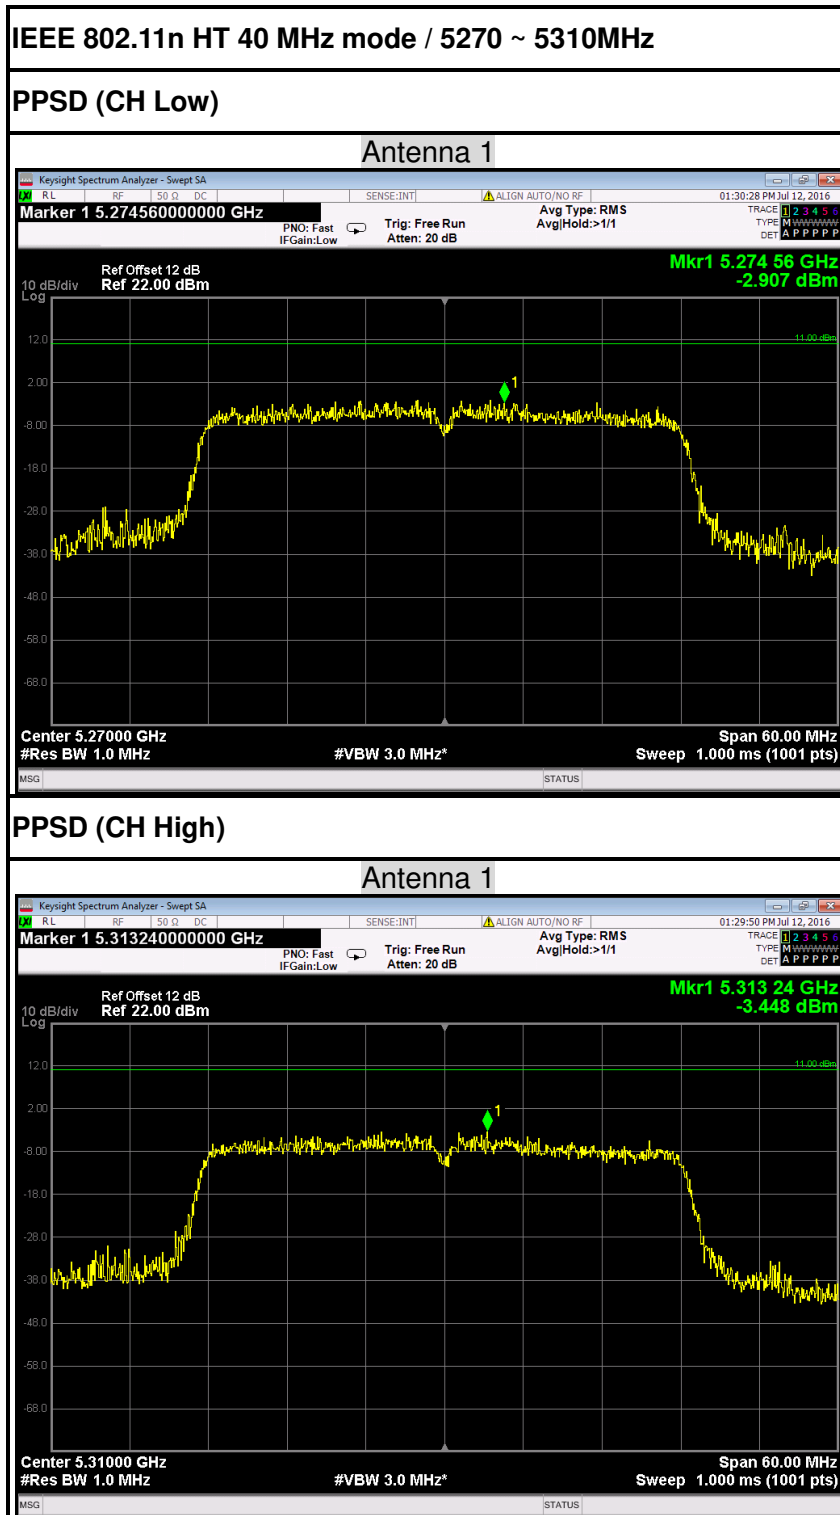 IEEE 802.11n HT 40 MHz mode / 5270 ~ 5310MHz
PPSD (CH Low)
Antenna 1
Keysight Spectrum Analyzer - Swept SA
LXI RL RF 50 Ω DC SENSE:INT ALIGN AUTO/NO RF 01:30:28 PM Jul 12, 2016
Marker 1 5.274560000000 GHz
PNO: Fast
IFGain:Low
Trig: Free Run
Atten: 20 dB
Avg Type: RMS
Avg|Hold:>1/1
TRACE 1 2 3 4 5 6
TYPE M WWWWW
DET A P P P P P
Mkr1 5.274 56 GHz
-2.907 dBm
Ref Offset 12 dB
10 dB/div Ref 22.00 dBm
Log
12.0
11.00 dBm
2.00
1
-8.00
-18.0
-28.0
-38.0
-48.0
-58.0
-68.0
Center 5.27000 GHz Span 60.00 MHz
#Res BW 1.0 MHz #VBW 3.0 MHz* Sweep 1.000 ms (1001 pts)
MSG STATUS
PPSD (CH High)
Antenna 1
Keysight Spectrum Analyzer - Swept SA
LXI RL RF 50 Ω DC SENSE:INT ALIGN AUTO/NO RF 01:29:50 PM Jul 12, 2016
Marker 1 5.313240000000 GHz
PNO: Fast
IFGain:Low
Trig: Free Run
Atten: 20 dB
Avg Type: RMS
Avg|Hold:>1/1
TRACE 1 2 3 4 5 6
TYPE M WWWWW
DET A P P P P P
Mkr1 5.313 24 GHz
-3.448 dBm
Ref Offset 12 dB
10 dB/div Ref 22.00 dBm
Log
12.0
11.00 dBm
2.00
1
-8.00
-18.0
-28.0
-38.0
-48.0
-58.0
-68.0
Center 5.31000 GHz Span 60.00 MHz
#Res BW 1.0 MHz #VBW 3.0 MHz* Sweep 1.000 ms (1001 pts)
MSG STATUS